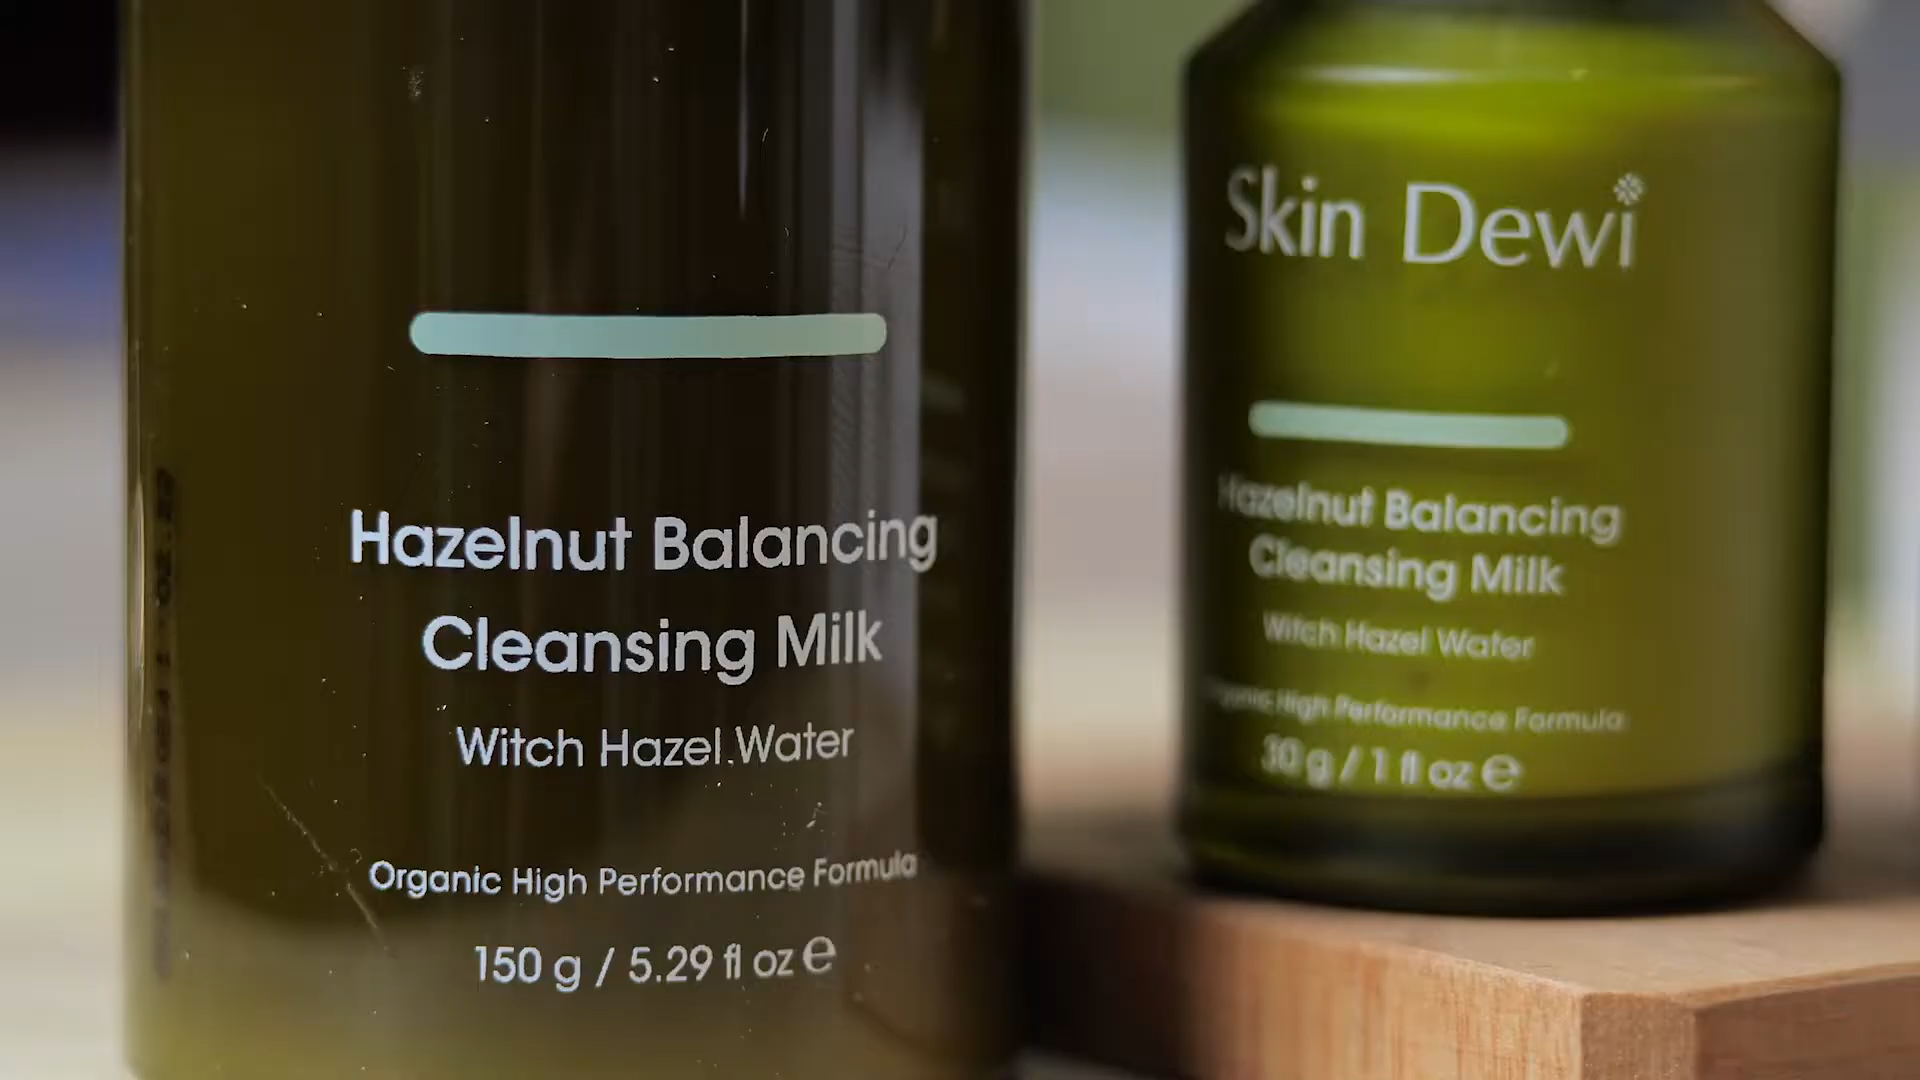 Hazelnut Balancing
Cleansing Milk
Witch Hazel Water
Organic High Performance Formula
150 g / 5.29 fl oz ℮
Skin Dewi
Hazelnut Balancing
Cleansing Milk
Witch Hazel Water
Organic High Performance Formula
30 g / 1 fl oz ℮